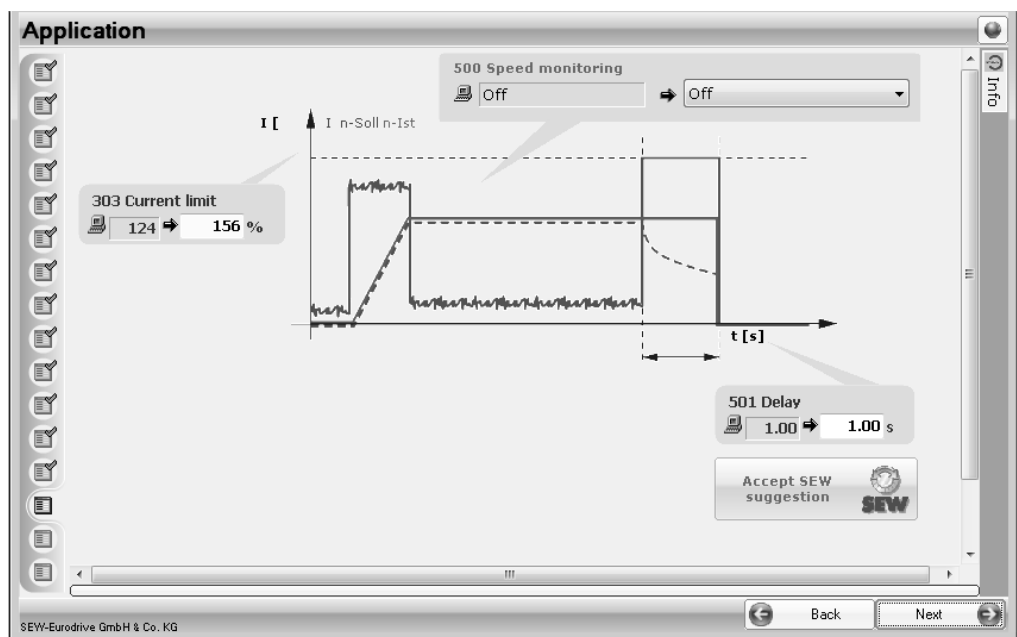 Application
Info
500 Speed monitoring
Off
Off
I [
I n-Soll n-Ist
303 Current limit
124
156 %
t [s]
501 Delay
1.00
1.00 s
Accept SEW
suggestion
SEW
SEW-Eurodrive GmbH & Co. KG
Back
Next